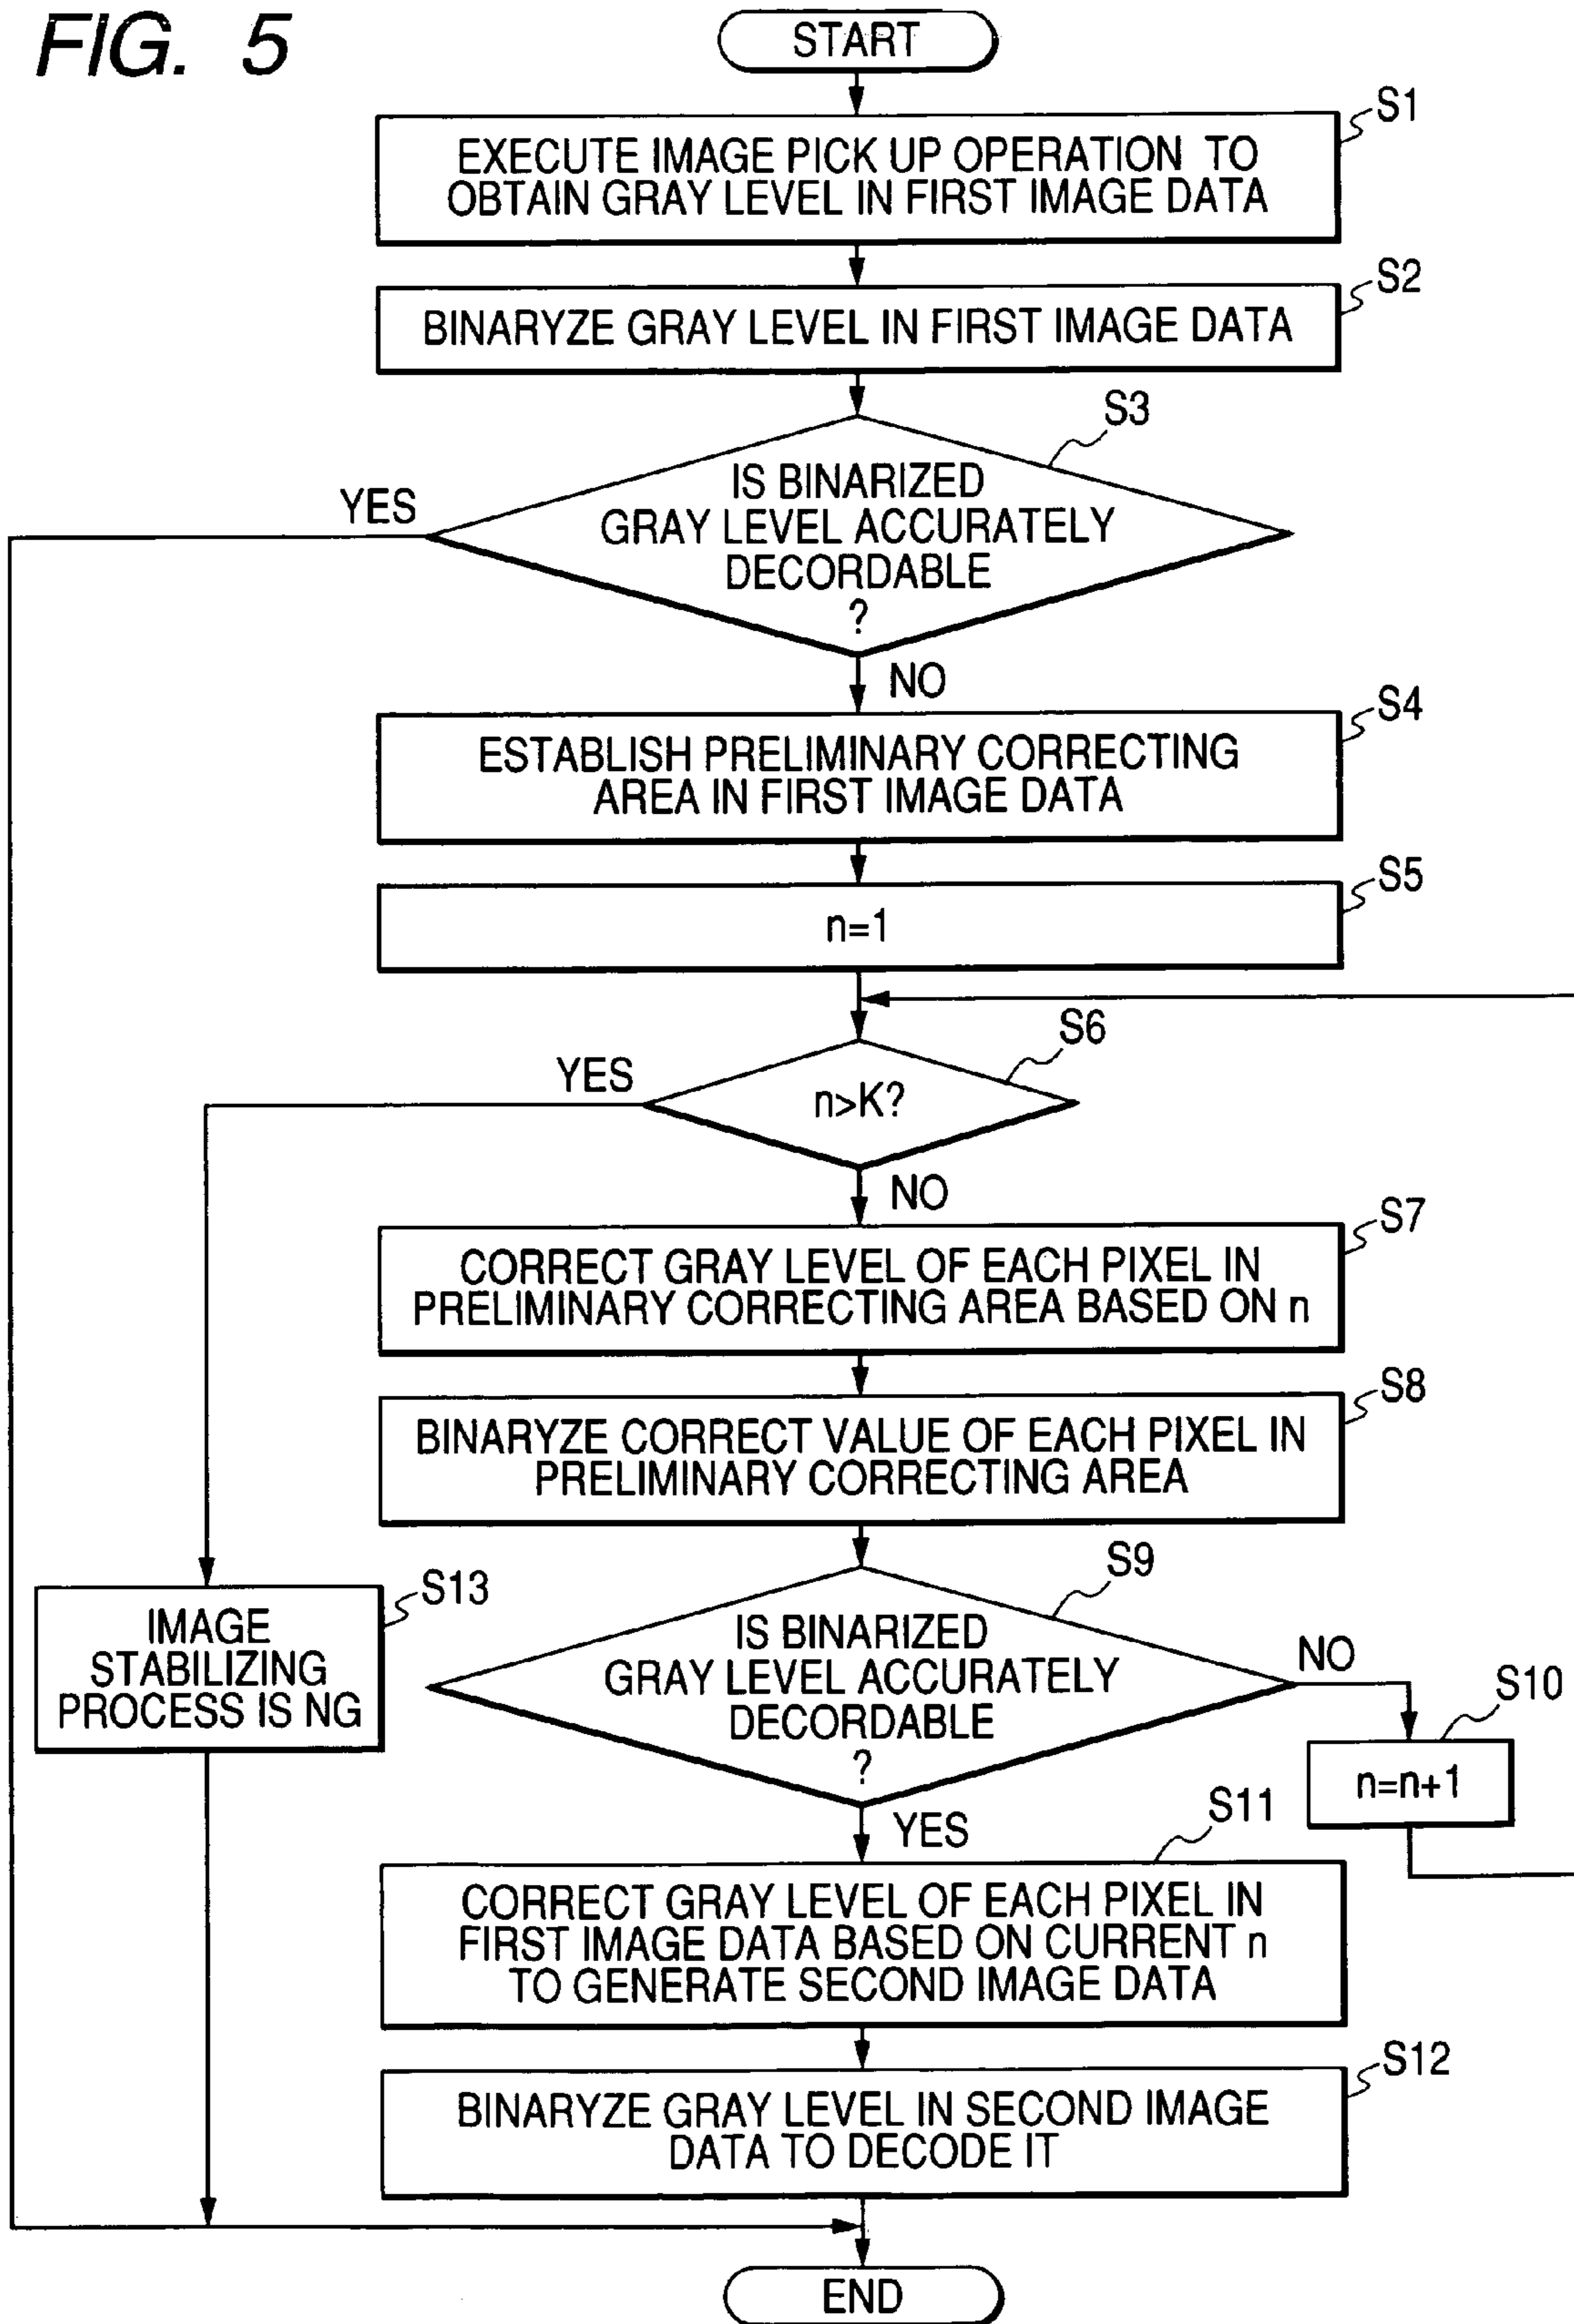 FIG. 5
START
S1
EXECUTE IMAGE PICK UP OPERATION TO
OBTAIN GRAY LEVEL IN FIRST IMAGE DATA
S2
BINARYZE GRAY LEVEL IN FIRST IMAGE DATA
S3
IS BINARIZED
GRAY LEVEL ACCURATELY
DECORDABLE
?
YES
NO
S4
ESTABLISH PRELIMINARY CORRECTING
AREA IN FIRST IMAGE DATA
S5
n=1
S6
n>K?
YES
NO
S7
CORRECT GRAY LEVEL OF EACH PIXEL IN
PRELIMINARY CORRECTING AREA BASED ON n
S8
BINARYZE CORRECT VALUE OF EACH PIXEL IN
PRELIMINARY CORRECTING AREA
S13
IMAGE
STABILIZING
PROCESS IS NG
S9
IS BINARIZED
GRAY LEVEL ACCURATELY
DECORDABLE
?
NO
S10
n=n+1
YES
S11
CORRECT GRAY LEVEL OF EACH PIXEL IN
FIRST IMAGE DATA BASED ON CURRENT n
TO GENERATE SECOND IMAGE DATA
S12
BINARYZE GRAY LEVEL IN SECOND IMAGE
DATA TO DECODE IT
END